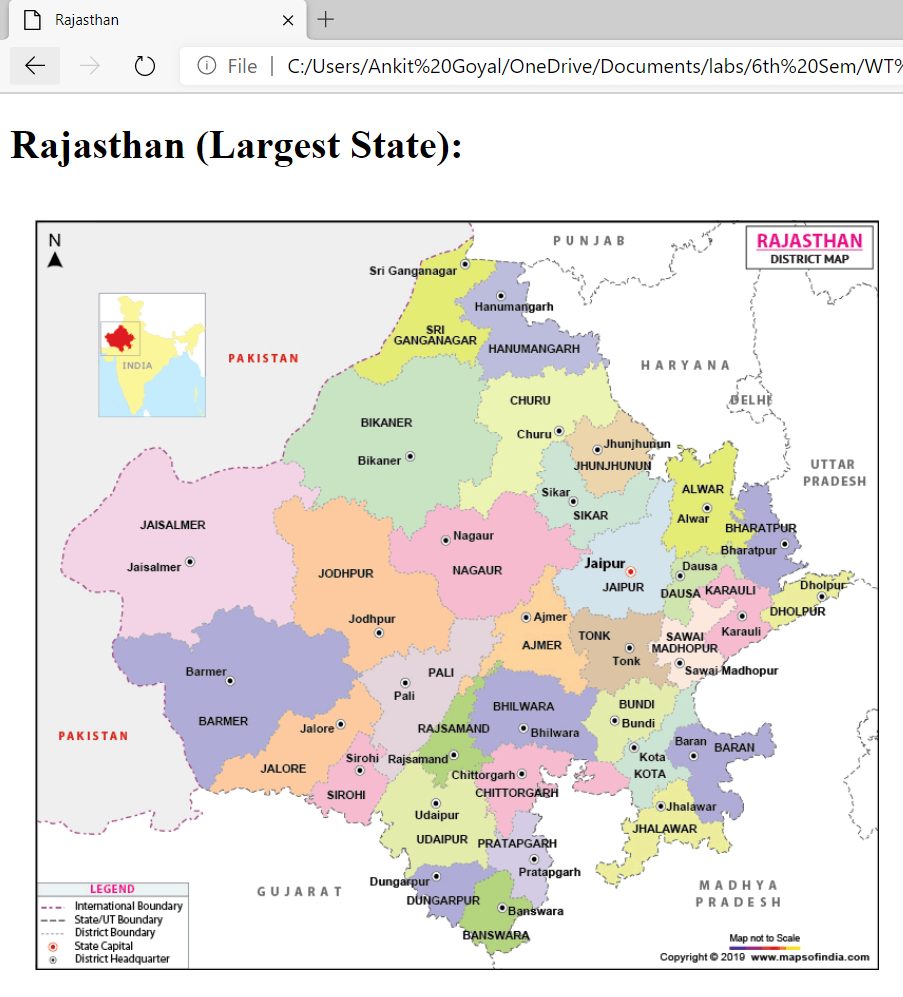 Rajasthan
File
C:/Users/Ankit%20Goyal/OneDrive/Documents/labs/6th%20Sem/WT%
Rajasthan (Largest State):
N
PUNJAB
RAJASTHAN
DISTRICT MAP
Sri Ganganagar
Hanumangarh
SRI
GANGANAGAR
HANUMANGARH
INDIA
PAKISTAN
HARYANA
DELHI
CHURU
BIKANER
Churu
Jhunjhunun
Bikaner
JHUNJHUNUN
UTTAR
PRADESH
ALWAR
Sikar
SIKAR
Alwar
JAISALMER
BHARATPUR
Nagaur
Bharatpur
Jaisalmer
Jaipur
Dausa
JODHPUR
NAGAUR
JAIPUR
DAUSA
KARAULI
Dholpur
DHOLPUR
Jodhpur
Ajmer
AJMER
TONK
Tonk
SAWAI
MADHOPUR
Karauli
Sawai Madhopur
Barmer
PALI
Pali
BARMER
BHILWARA
BUNDI
Bundi
Jalore
RAJSAMAND
Bhilwara
PAKISTAN
Baran
BARAN
Sirohi
Rajsamand
Kota
KOTA
JALORE
Chittorgarh
CHITTORGARH
SIROHI
Udaipur
Jhalawar
JHALAWAR
UDAIPUR
PRATAPGARH
Pratapgarh
Dungarpur
DUNGARPUR
GUJARAT
MADHYA
PRADESH
Banswara
BANSWARA
LEGEND
International Boundary
State/UT Boundary
District Boundary
State Capital
District Headquarter
Map not to Scale
Copyright © 2019 www.mapsofindia.com